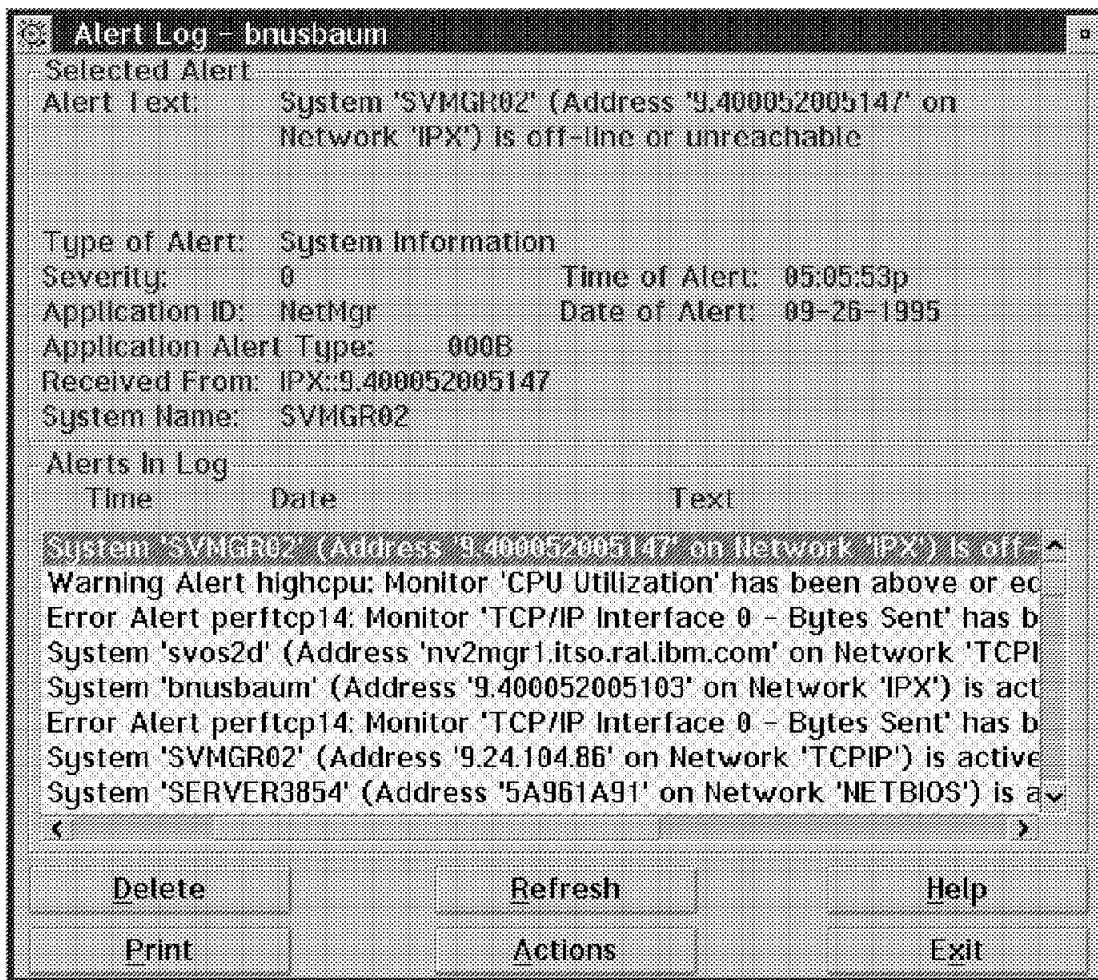 Alert Log - bnusbaum
Selected Alert
Alert Text: System 'SVMGR02' (Address '9.400052005147' on
Network 'IPX') is off-line or unreachable
Type of Alert: System Information
Severity: 0 Time of Alert: 05:05:53p
Application ID: NetMgr Date of Alert: 09-26-1995
Application Alert Type: 000B
Received From: IPX::9.400052005147
System Name: SVMGR02
Alerts In Log
Time Date Text
System 'SVMGR02' (Address '9.400052005147' on Network 'IPX') is off-
Warning Alert highcpu: Monitor 'CPU Utilization' has been above or eq
Error Alert perftcp14: Monitor 'TCP/IP Interface 0 - Bytes Sent' has b
System 'svos2d' (Address 'nv2mgr1.itso.ral.ibm.com' on Network 'TCPI
System 'bnusbaum' (Address '9.400052005103' on Network 'IPX') is act
Error Alert perftcp14: Monitor 'TCP/IP Interface 0 - Bytes Sent' has b
System 'SVMGR02' (Address '9.24.104.86' on Network 'TCPIP') is active
System 'SERVER3854' (Address '5A961A91' on Network 'NETBIOS') is a
Delete Refresh Help
Print Actions Exit